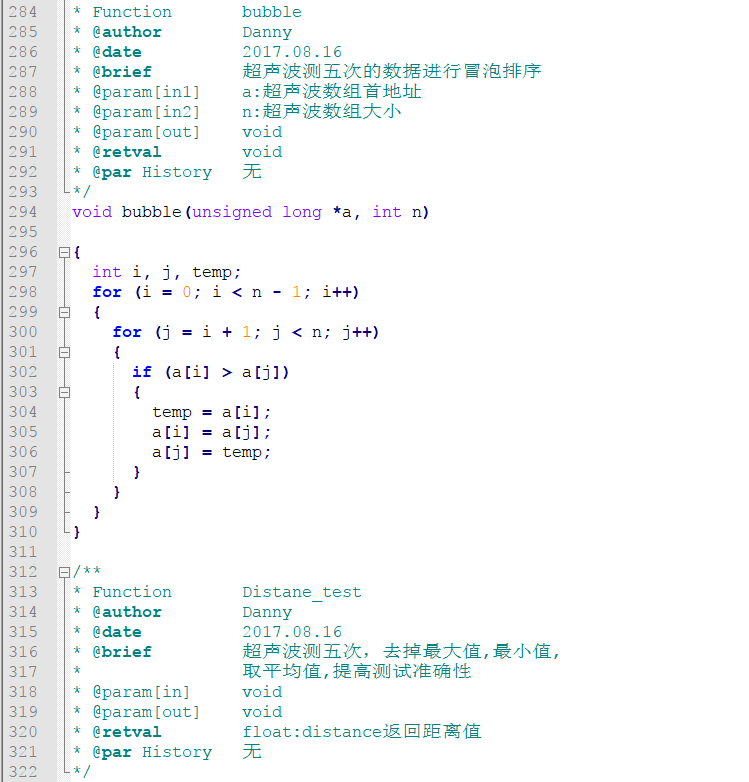 284 * Function       bubble
285 * @author        Danny
286 * @date          2017.08.16
287 * @brief         超声波测五次的数据进行冒泡排序
288 * @param[in1]    a:超声波数组首地址
289 * @param[in2]    n:超声波数组大小
290 * @param[out]    void
291 * @retval        void
292 * @par History   无
293 */
294 void bubble(unsigned long *a, int n)
295
296 {
297   int i, j, temp;
298   for (i = 0; i < n - 1; i++)
299   {
300     for (j = i + 1; j < n; j++)
301     {
302       if (a[i] > a[j])
303       {
304         temp = a[i];
305         a[i] = a[j];
306         a[j] = temp;
307       }
308     }
309   }
310 }
311
312 /**
313 * Function       Distane_test
314 * @author        Danny
315 * @date          2017.08.16
316 * @brief         超声波测五次，去掉最大值,最小值,
317 *                取平均值,提高测试准确性
318 * @param[in]     void
319 * @param[out]    void
320 * @retval        float:distance返回距离值
321 * @par History   无
322 */